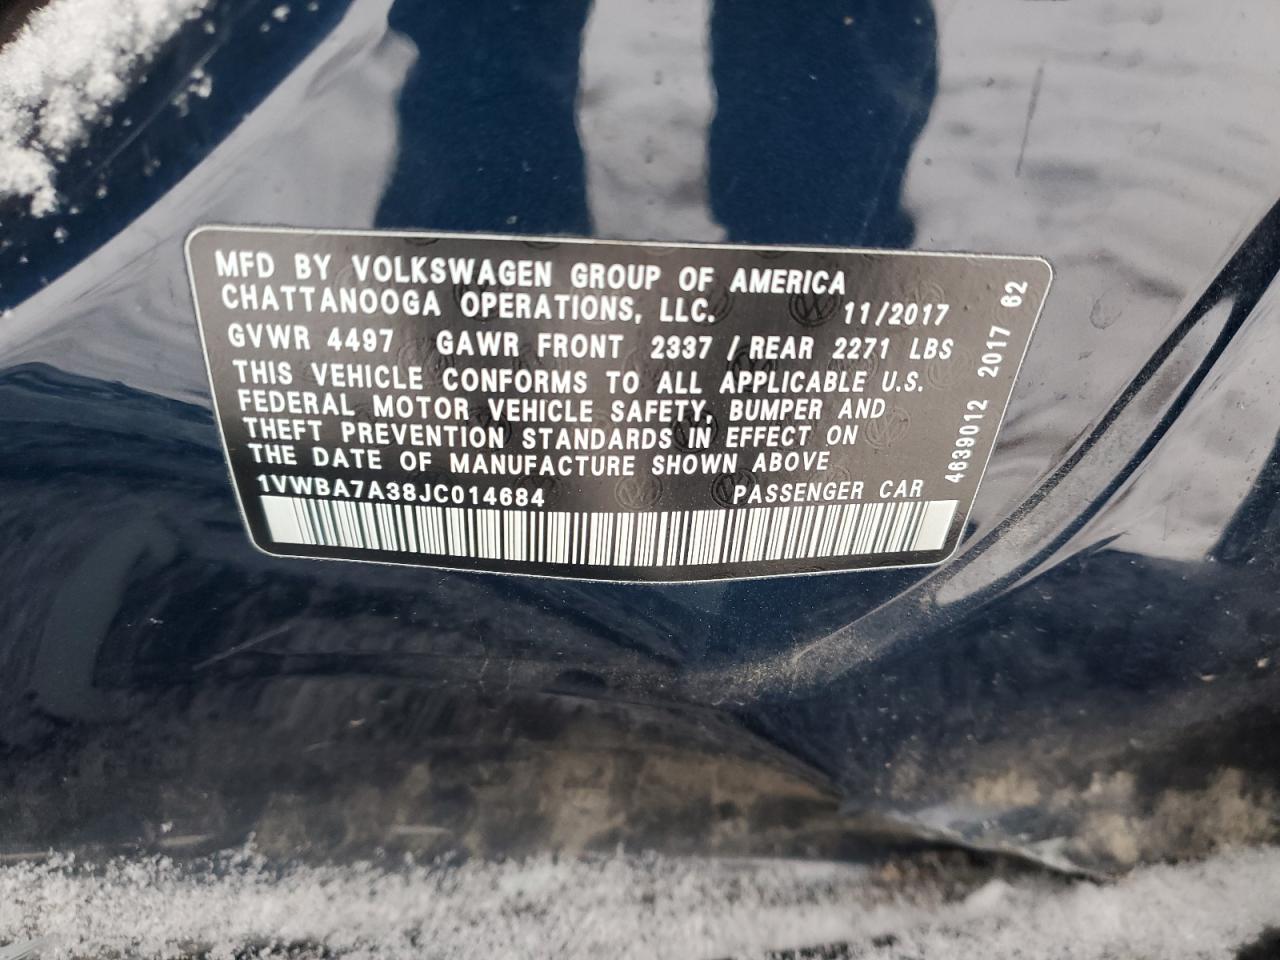 MFD BY VOLKSWAGEN GROUP OF AMERICA
CHATTANOOGA OPERATIONS, LLC. 11/2017
GVWR 4497 GAWR FRONT 2337 / REAR 2271 LBS
THIS VEHICLE CONFORMS TO ALL APPLICABLE U.S.
FEDERAL MOTOR VEHICLE SAFETY, BUMPER AND
THEFT PREVENTION STANDARDS IN EFFECT ON
THE DATE OF MANUFACTURE SHOWN ABOVE
1VWBA7A38JC014684 PASSENGER CAR
4639012 2017 62